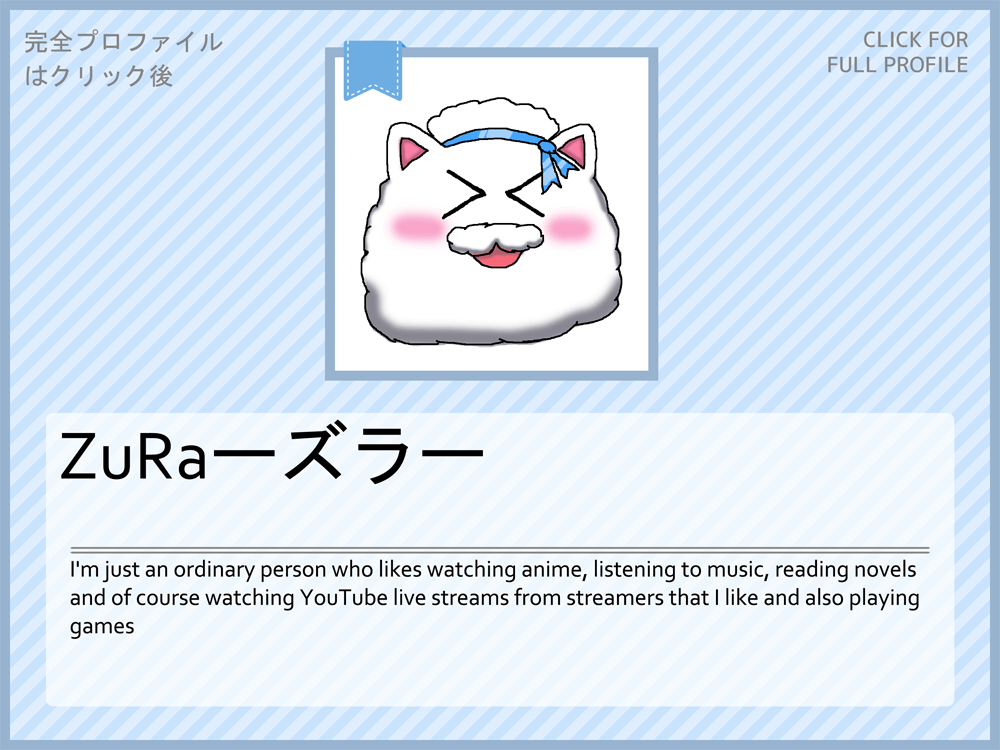 完全プロファイル
はクリック後
CLICK FOR
FULL PROFILE
ZuRaーズラー
I'm just an ordinary person who likes watching anime, listening to music, reading novels
and of course watching YouTube live streams from streamers that I like and also playing
games